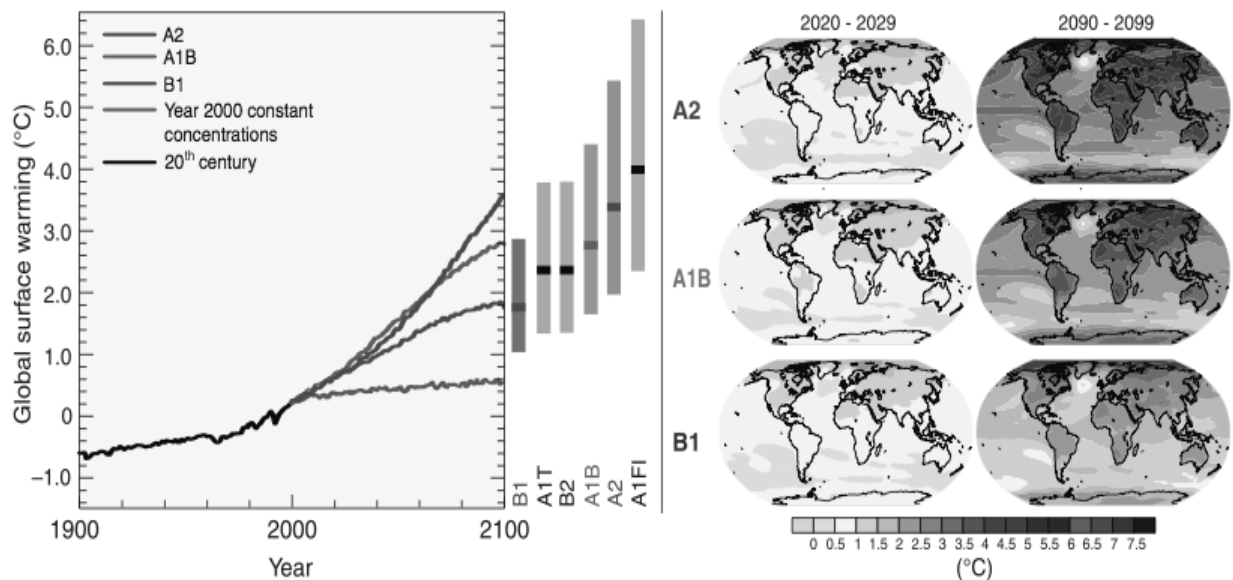 A2
A1B
B1
Year 2000 constant
concentrations
20th century
Global surface warming (°C)
6.0
5.0
4.0
3.0
2.0
1.0
0
–1.0
1900
2000
2100
Year
B1
A1T
B2
A1B
A2
A1FI
2020 - 2029
2090 - 2099
A2
A1B
B1
0 0.5 1 1.5 2 2.5 3 3.5 4 4.5 5 5.5 6 6.5 7 7.5
(°C)